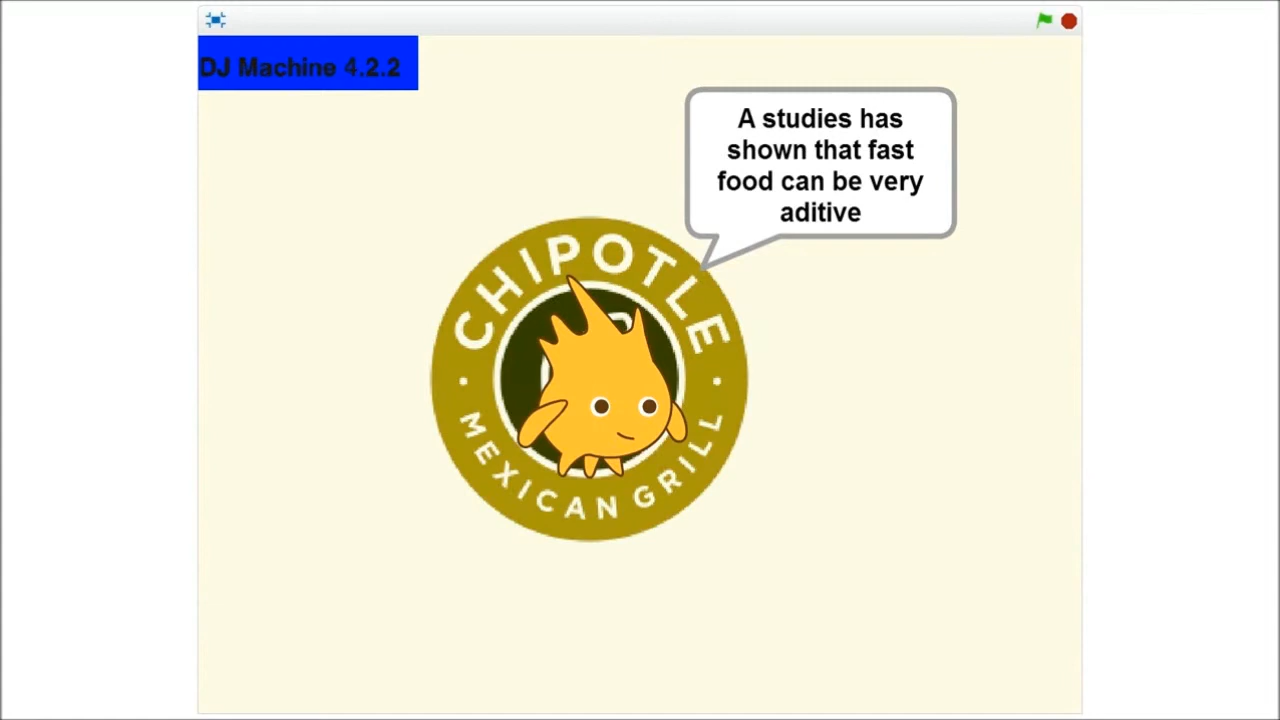 DJ Machine 4.2.2
A studies has
shown that fast
food can be very
aditive
CHIPOTLE
MEXICAN GRILL